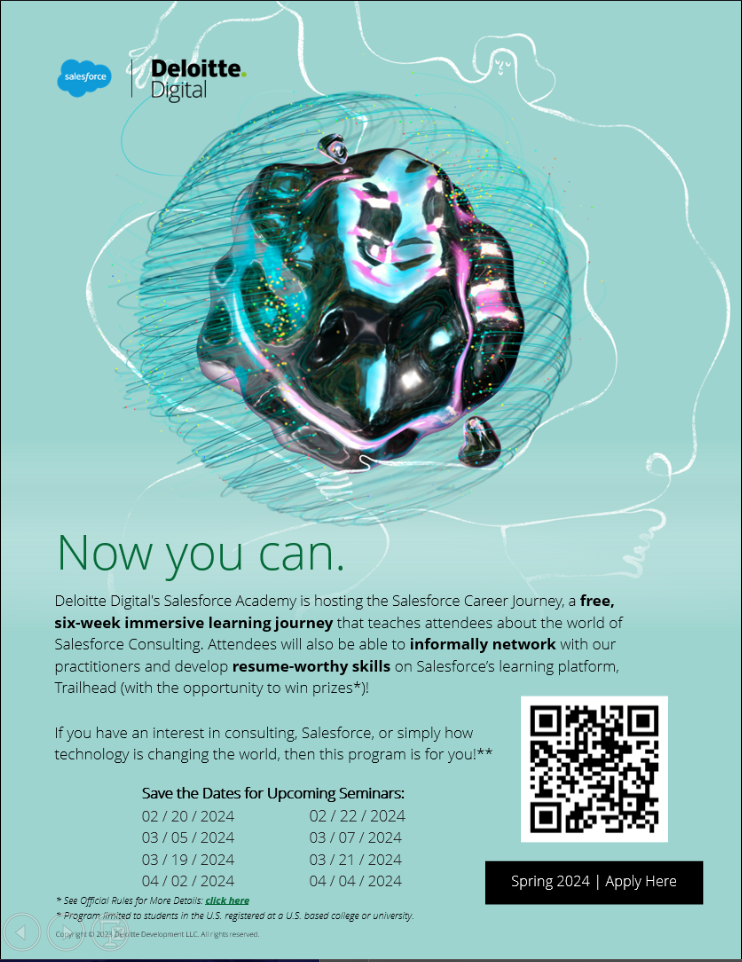 salesforce
Deloitte.
Digital
Now you can.
Deloitte Digital's Salesforce Academy is hosting the Salesforce Career Journey, a free,
six-week immersive learning journey that teaches attendees about the world of
Salesforce Consulting. Attendees will also be able to informally network with our
practitioners and develop resume-worthy skills on Salesforce's learning platform,
Trailhead (with the opportunity to win prizes*)!
If you have an interest in consulting, Salesforce, or simply how
technology is changing the world, then this program is for you!**
Save the Dates for Upcoming Seminars:
02 / 20 / 2024 02 / 22 / 2024
03 / 05 / 2024 03 / 07 / 2024
03 / 19 / 2024 03 / 21 / 2024
04 / 02 / 2024 04 / 04 / 2024
Spring 2024 | Apply Here
* See Official Rules for More Details: click here
* Program limited to students in the U.S. registered at a U.S. based college or university.
Copyright © Deloitte Development LLC. All rights reserved.